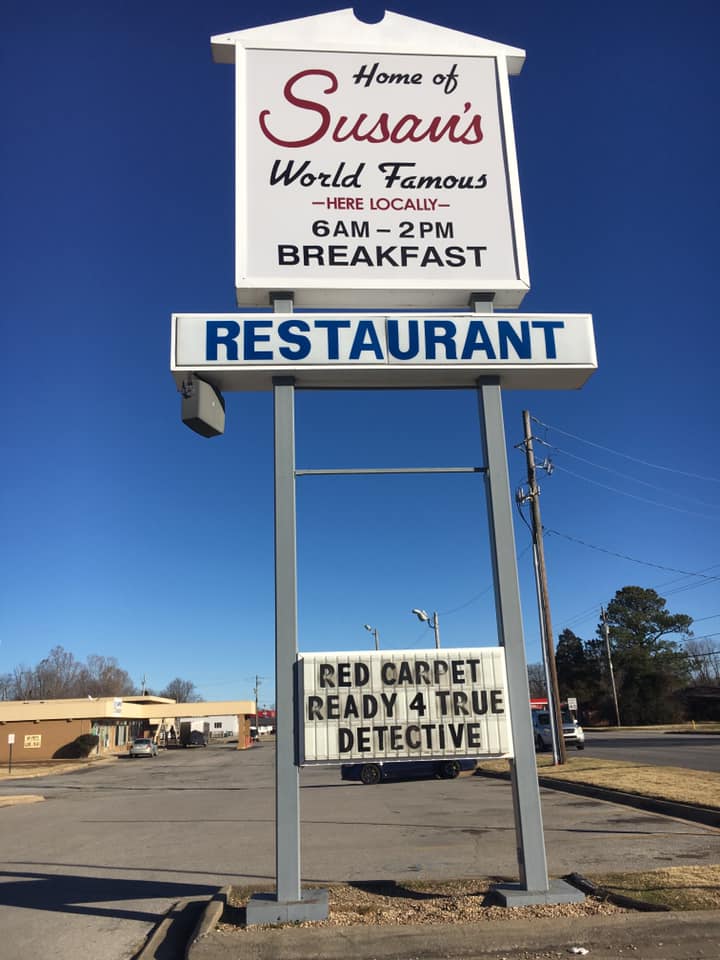 Home of
Susan's
World Famous
—HERE LOCALLY—
6AM – 2PM
BREAKFAST
RESTAURANT
RED CARPET
READY 4 TRUE
DETECTIVE